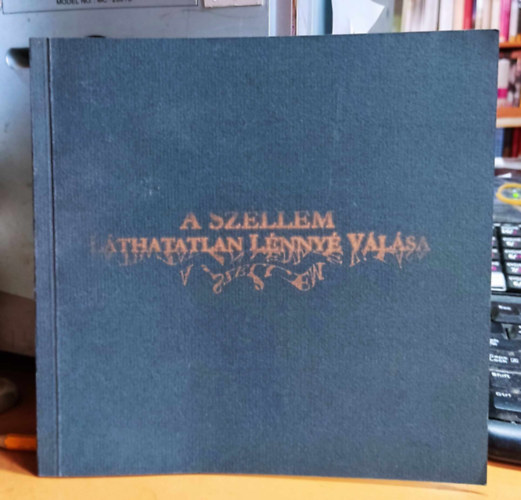 A SZELLEM
LÁTHATATLAN LÉNNYÉ VÁLÁSA